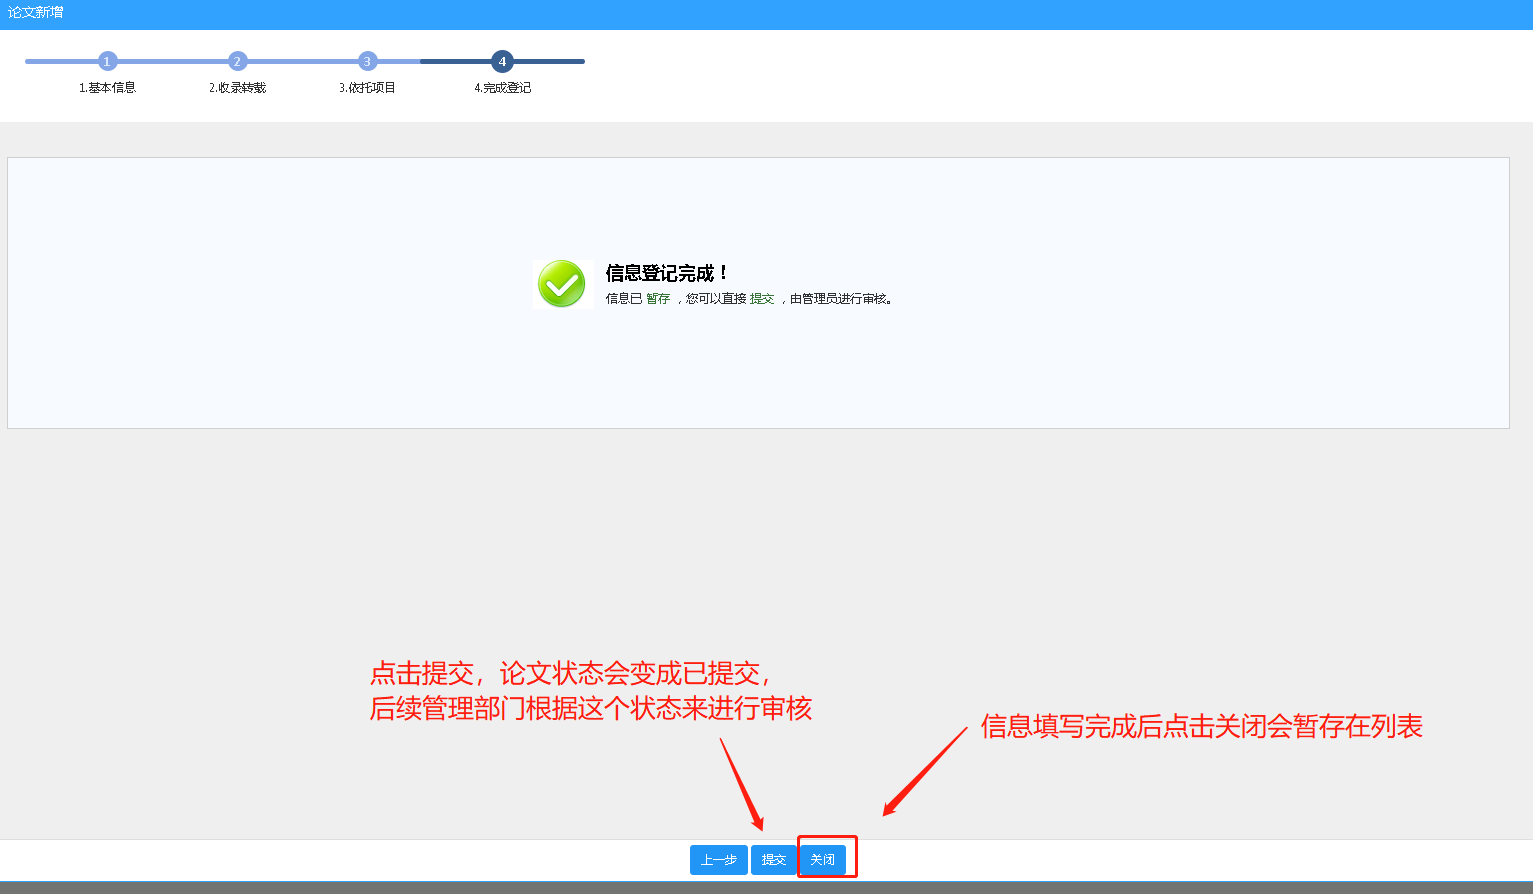 论文新增
1 2 3 4
1.基本信息 2.收录转载 3.依托项目 4.完成登记
信息登记完成！
信息已 暂存 ，您可以直接 提交 ，由管理员进行审核。
点击提交，论文状态会变成已提交，
后续管理部门根据这个状态来进行审核
信息填写完成后点击关闭会暂存在列表
上一步 提交 关闭